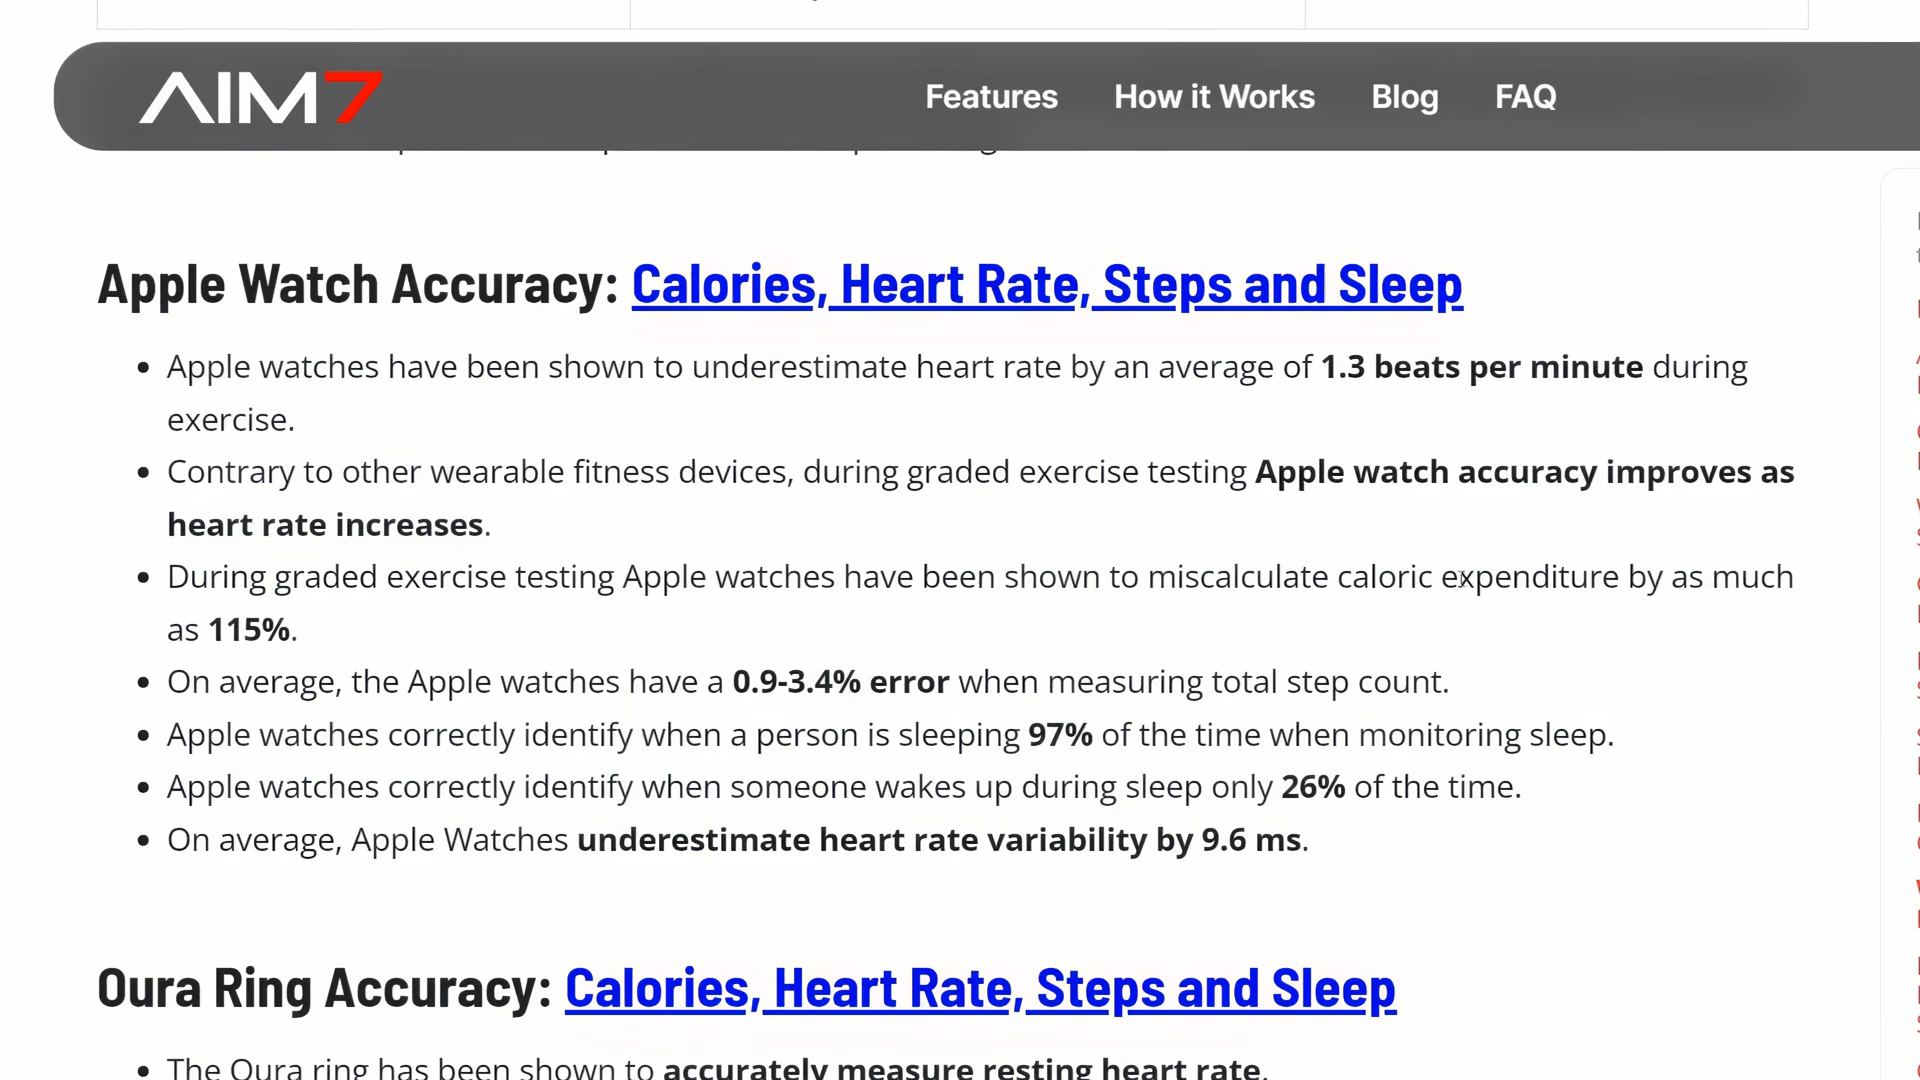 AIM7
Features How it Works Blog FAQ
Apple Watch Accuracy: Calories, Heart Rate, Steps and Sleep
• Apple watches have been shown to underestimate heart rate by an average of 1.3 beats per minute during
exercise.
• Contrary to other wearable fitness devices, during graded exercise testing Apple watch accuracy improves as
heart rate increases.
• During graded exercise testing Apple watches have been shown to miscalculate caloric expenditure by as much
as 115%.
• On average, the Apple watches have a 0.9-3.4% error when measuring total step count.
• Apple watches correctly identify when a person is sleeping 97% of the time when monitoring sleep.
• Apple watches correctly identify when someone wakes up during sleep only 26% of the time.
• On average, Apple Watches underestimate heart rate variability by 9.6 ms.
Oura Ring Accuracy: Calories, Heart Rate, Steps and Sleep
• The Oura ring has been shown to accurately measure resting heart rate.